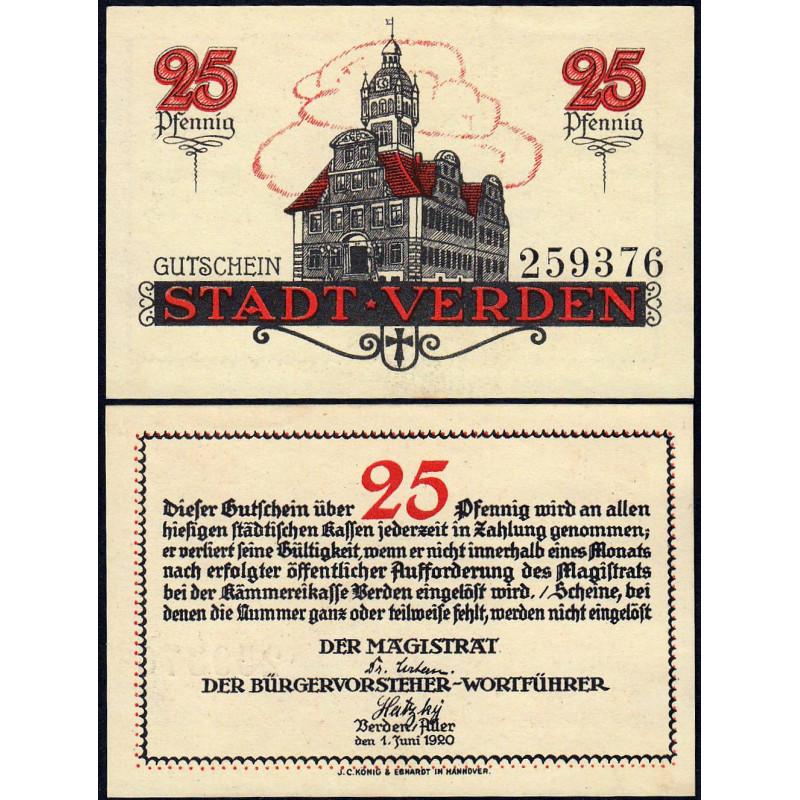 25 25
Pfennig Pfennig
GUTSCHEIN 259376
STADT ★ VERDEN
25
Dieser Gutschein über Pfennig wird an allen
hiesigen städtischen Kassen jederzeit in Zahlung genommen;
er verliert seine Gültigkeit, wenn er nicht innerhalb eines Monats
nach erfolgter öffentlicher Aufforderung des Magistrats
bei der Kämmereikasse Verden eingelöst wird. / Scheine, bei
denen die Nummer ganz oder teilweise fehlt, werden nicht eingelöst
DER MAGISTRAT
Dr.
DER BÜRGERVORSTEHER-WORTFÜHRER
Hatzky
Verden/Aller
den 1. Juni 1920
J.C. KÖNIG & EBHARDT IN HANNOVER.